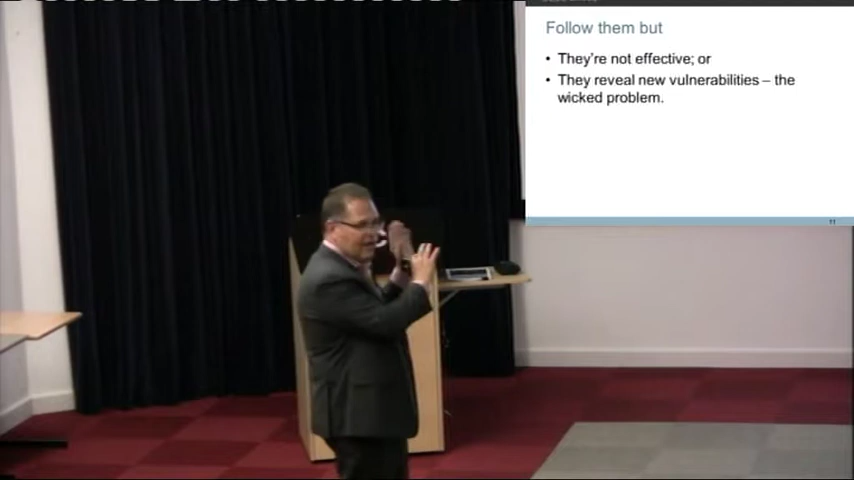 Follow them but
• They're not effective; or
• They reveal new vulnerabilities – the
wicked problem.
11